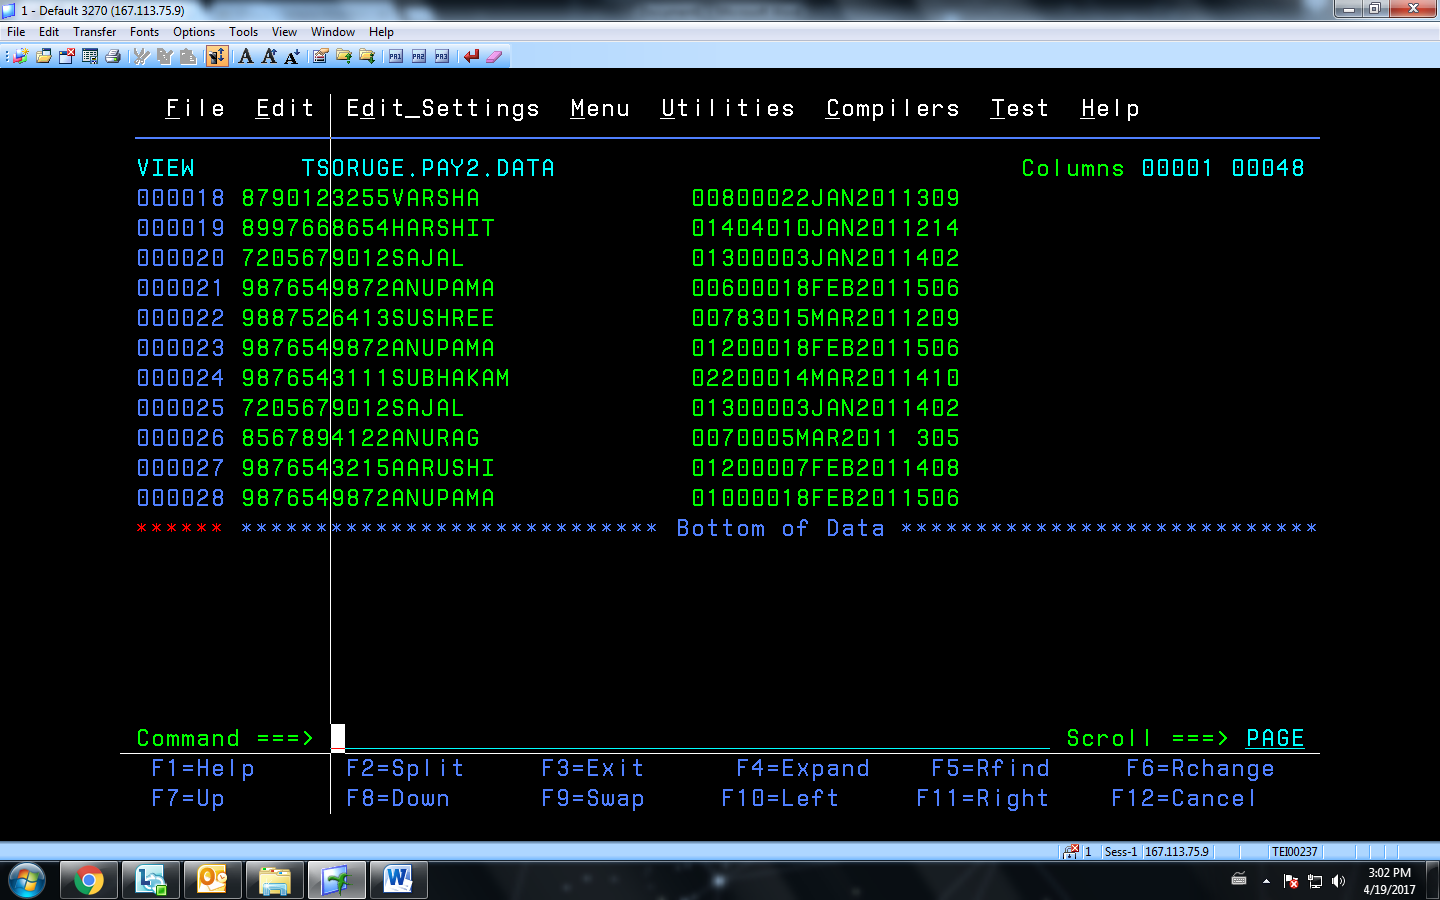 1 - Default 3270 (167.113.75.9)
File Edit Transfer Fonts Options Tools View Window Help
PA1 PA2 PA3
File Edit Edit_Settings Menu Utilities Compilers Test Help
VIEW TSORUGE.PAY2.DATA Columns 00001 00048
000018 8790123255VARSHA 00800022JAN2011309
000019 8997668654HARSHIT 01404010JAN2011214
000020 7205679012SAJAL 01300003JAN2011402
000021 9876549872ANUPAMA 00600018FEB2011506
000022 9887526413SUSHREE 00783015MAR2011209
000023 9876549872ANUPAMA 01200018FEB2011506
000024 9876543111SUBHAKAM 02200014MAR2011410
000025 7205679012SAJAL 01300003JAN2011402
000026 8567894122ANURAG 0070005MAR2011 305
000027 9876543215AARUSHI 01200007FEB2011408
000028 9876549872ANUPAMA 01000018FEB2011506
****** **************************** Bottom of Data ****************************
Command ===> Scroll ===> PAGE
F1=Help F2=Split F3=Exit F4=Expand F5=Rfind F6=Rchange
F7=Up F8=Down F9=Swap F10=Left F11=Right F12=Cancel
1 Sess-1 167.113.75.9 TEI00237
3:02 PM
4/19/2017